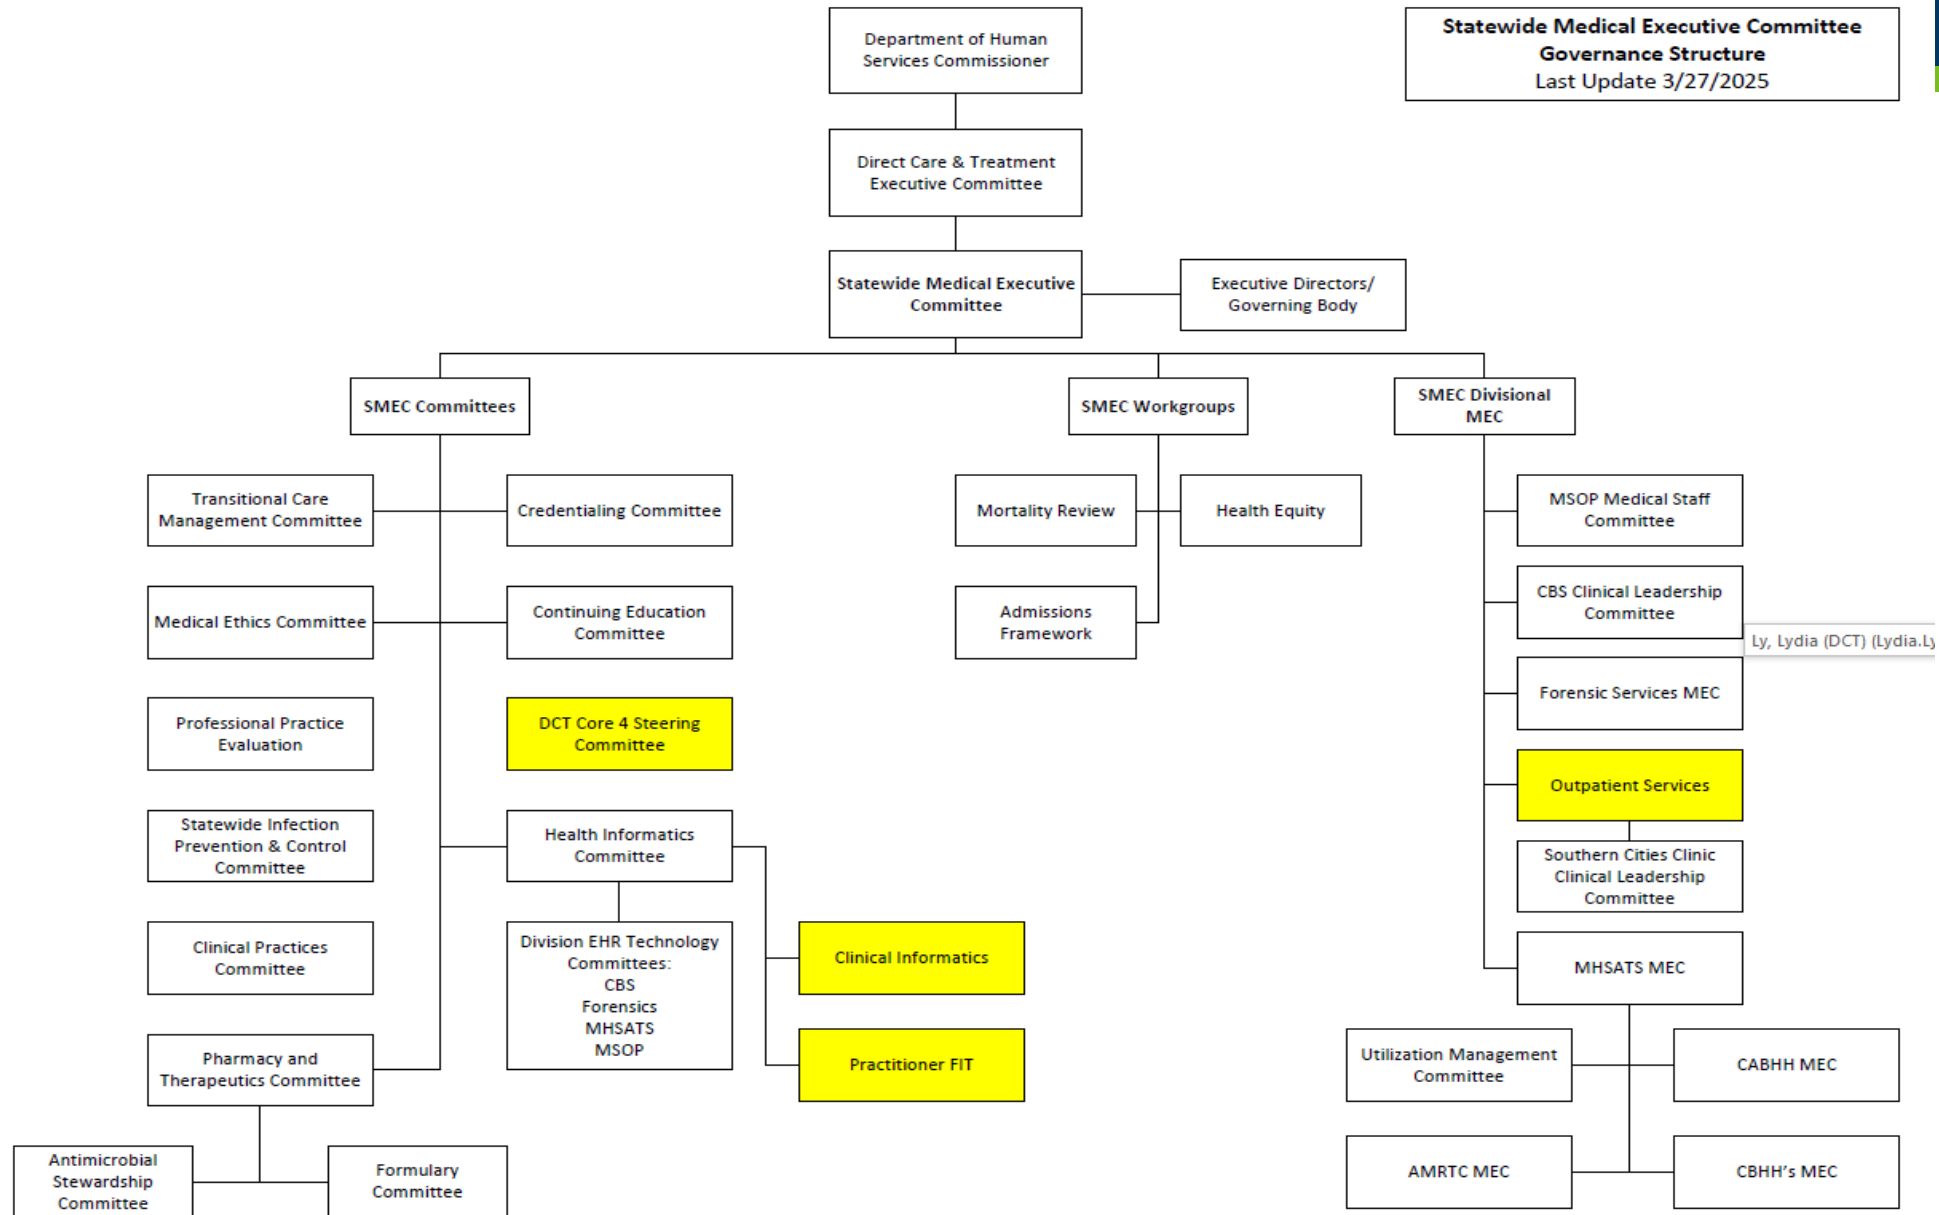 Department of Human
Services Commissioner
Statewide Medical Executive Committee
Governance Structure
Last Update 3/27/2025
Direct Care & Treatment
Executive Committee
Statewide Medical Executive
Committee
Executive Directors/
Governing Body
SMEC Committees
SMEC Workgroups
SMEC Divisional
MEC
Transitional Care
Management Committee
Credentialing Committee
Mortality Review
Health Equity
MSOP Medical Staff
Committee
Medical Ethics Committee
Continuing Education
Committee
Admissions
Framework
CBS Clinical Leadership
Committee
Ly, Lydia (DCT) (Lydia.Ly
Professional Practice
Evaluation
DCT Core 4 Steering
Committee
Forensic Services MEC
Outpatient Services
Statewide Infection
Prevention & Control
Committee
Health Informatics
Committee
Southern Cities Clinic
Clinical Leadership
Committee
Clinical Practices
Committee
Division EHR Technology
Committees:
CBS
Forensics
MHSATS
MSOP
Clinical Informatics
MHSATS MEC
Pharmacy and
Therapeutics Committee
Practitioner FIT
Utilization Management
Committee
CABHH MEC
Antimicrobial
Stewardship
Committee
Formulary
Committee
AMRTC MEC
CBHH's MEC